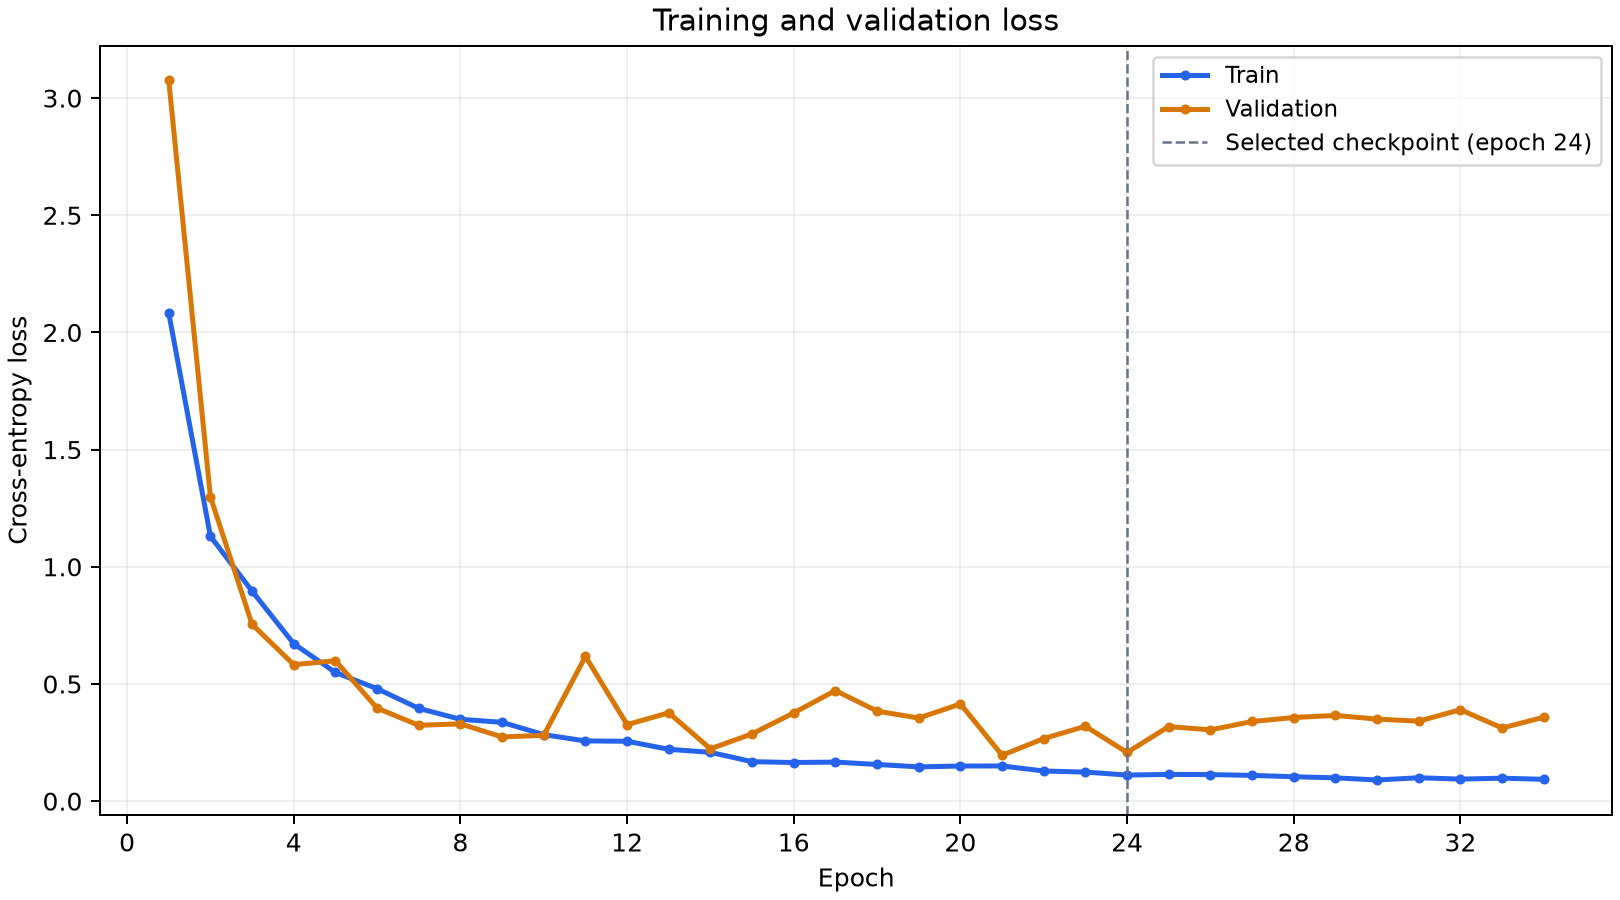 Training and validation loss
Train
Validation
Selected checkpoint (epoch 24)
Cross-entropy loss
3.0
2.5
2.0
1.5
1.0
0.5
0.0
0 4 8 12 16 20 24 28 32
Epoch